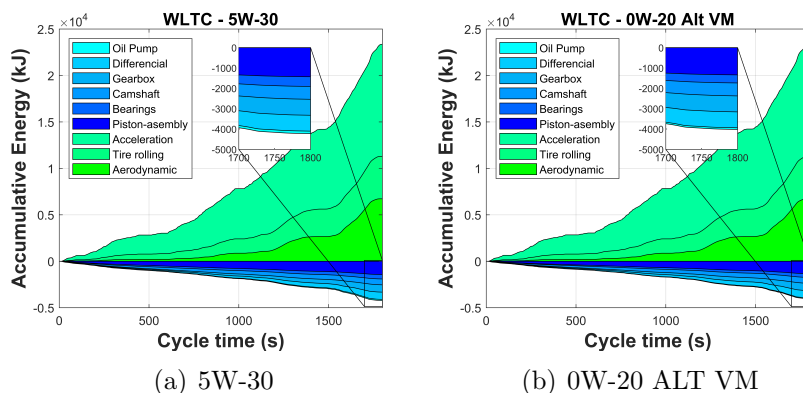 WLTC - 5W-30
×10⁴
Accumulative Energy (kJ)
2.5
2
1.5
1
0.5
0
-0.5
0
500
1000
1500
Cycle time (s)
Oil Pump
Differencial
Gearbox
Camshaft
Bearings
Piston-asembly
Acceleration
Tire rolling
Aerodynamic
0
-1000
-2000
-3000
-4000
-5000
1700
1750
1800
(a) 5W-30
WLTC - 0W-20 Alt VM
×10⁴
Accumulative Energy (kJ)
2.5
2
1.5
1
0.5
0
-0.5
0
500
1000
1500
Cycle time (s)
Oil Pump
Differencial
Gearbox
Camshaft
Bearings
Piston-asembly
Acceleration
Tire rolling
Aerodynamic
0
-1000
-2000
-3000
-4000
-5000
1700
1750
1800
(b) 0W-20 ALT VM